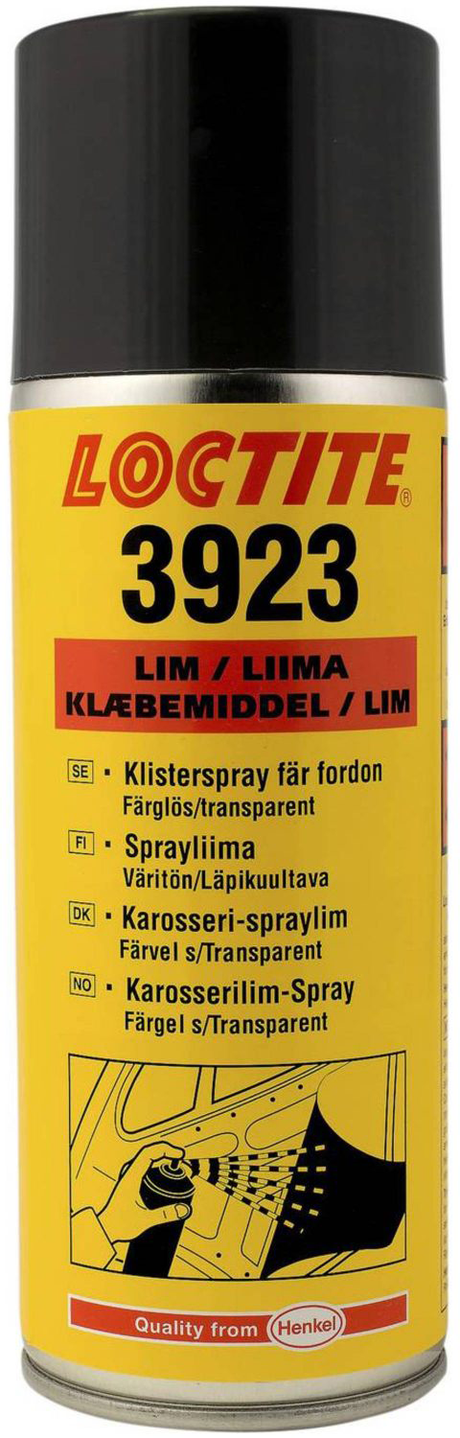 LOCTITE®
3923
LIM / LIIMA
KLÆBEMIDDEL / LIM
SE · Klisterspray fär fordon
Färglös/transparent
FI · Sprayliima
Väritön/Läpikuultava
DK · Karosseri-spraylim
Färvel s/Transparent
NO · Karosserilim-Spray
Färgel s/Transparent
Quality from Henkel